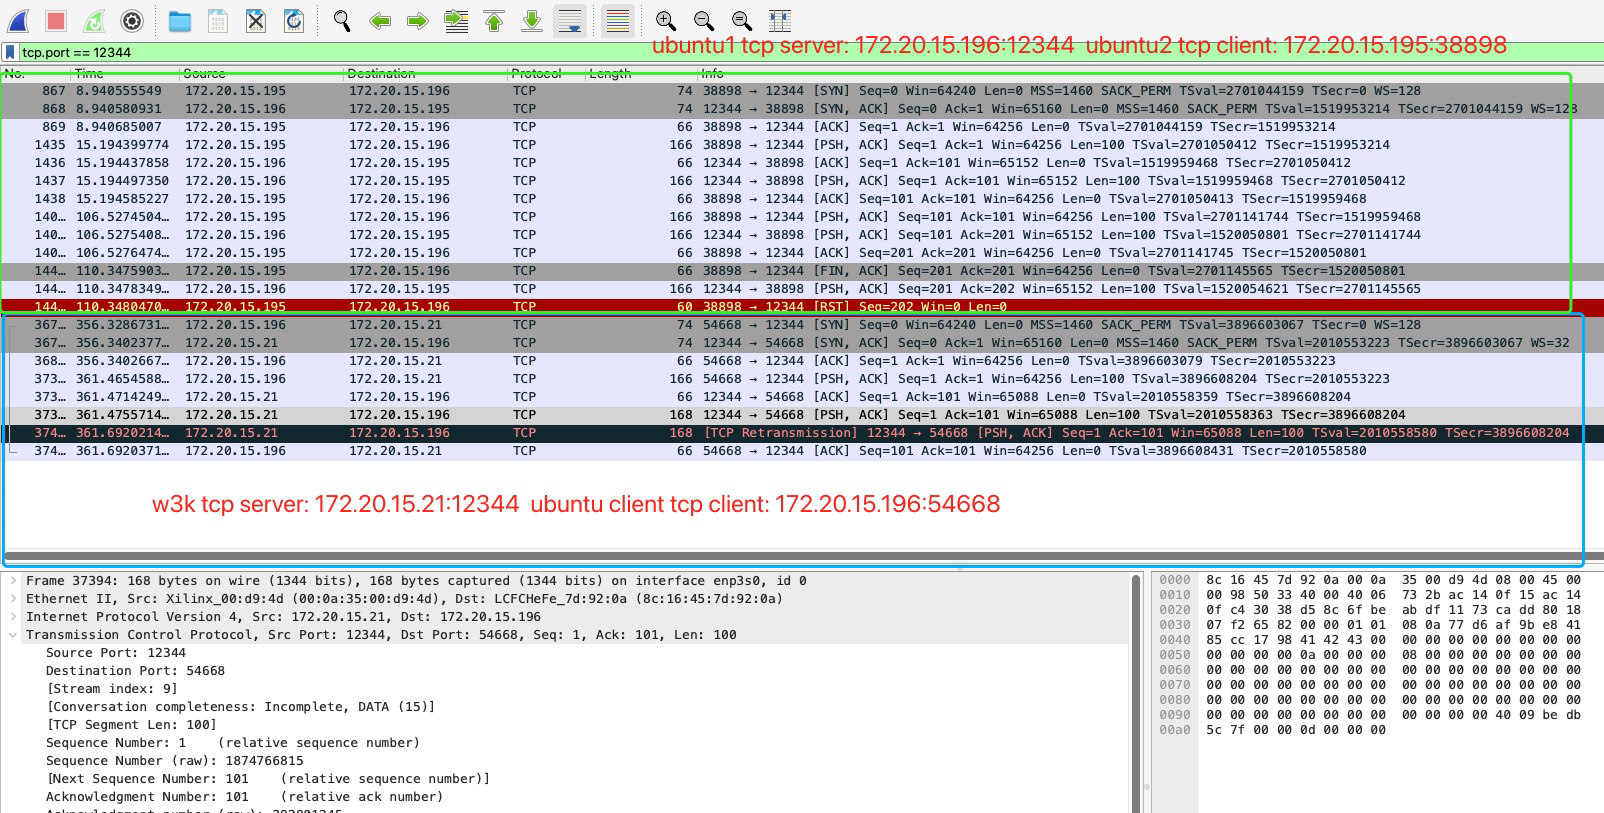 tcp.port == 12344
ubuntu1 tcp server: 172.20.15.196:12344  ubuntu2 tcp client: 172.20.15.195:38898
No. Time Source Destination Protocol Length Info
867 8.940555549 172.20.15.195 172.20.15.196 TCP 74 38898 → 12344 [SYN] Seq=0 Win=64240 Len=0 MSS=1460 SACK_PERM TSval=2701044159 TSecr=0 WS=128
868 8.940580931 172.20.15.196 172.20.15.195 TCP 74 12344 → 38898 [SYN, ACK] Seq=0 Ack=1 Win=65160 Len=0 MSS=1460 SACK_PERM TSval=1519953214 TSecr=2701044159 WS=128
869 8.940685007 172.20.15.195 172.20.15.196 TCP 66 38898 → 12344 [ACK] Seq=1 Ack=1 Win=64256 Len=0 TSval=2701044159 TSecr=1519953214
1435 15.194399774 172.20.15.195 172.20.15.196 TCP 166 38898 → 12344 [PSH, ACK] Seq=1 Ack=1 Win=64256 Len=100 TSval=2701050412 TSecr=1519953214
1436 15.194437858 172.20.15.196 172.20.15.195 TCP 66 12344 → 38898 [ACK] Seq=1 Ack=101 Win=65152 Len=0 TSval=1519959468 TSecr=2701050412
1437 15.194497350 172.20.15.196 172.20.15.195 TCP 166 12344 → 38898 [PSH, ACK] Seq=1 Ack=101 Win=65152 Len=100 TSval=1519959468 TSecr=2701050412
1438 15.194585227 172.20.15.195 172.20.15.196 TCP 66 38898 → 12344 [ACK] Seq=101 Ack=101 Win=64256 Len=0 TSval=2701050413 TSecr=1519959468
140… 106.5274504… 172.20.15.195 172.20.15.196 TCP 166 38898 → 12344 [PSH, ACK] Seq=101 Ack=101 Win=64256 Len=100 TSval=2701141744 TSecr=1519959468
140… 106.5275408… 172.20.15.196 172.20.15.195 TCP 166 12344 → 38898 [PSH, ACK] Seq=101 Ack=201 Win=65152 Len=100 TSval=1520050801 TSecr=2701141744
140… 106.5276474… 172.20.15.195 172.20.15.196 TCP 66 38898 → 12344 [ACK] Seq=201 Ack=201 Win=64256 Len=0 TSval=2701141745 TSecr=1520050801
144… 110.3475903… 172.20.15.195 172.20.15.196 TCP 66 38898 → 12344 [FIN, ACK] Seq=201 Ack=201 Win=64256 Len=0 TSval=2701145565 TSecr=1520050801
144… 110.3478349… 172.20.15.196 172.20.15.195 TCP 166 12344 → 38898 [PSH, ACK] Seq=201 Ack=202 Win=65152 Len=100 TSval=1520054621 TSecr=2701145565
144… 110.3480470… 172.20.15.195 172.20.15.196 TCP 60 38898 → 12344 [RST] Seq=202 Win=0 Len=0
367… 356.3286731… 172.20.15.196 172.20.15.21 TCP 74 54668 → 12344 [SYN] Seq=0 Win=64240 Len=0 MSS=1460 SACK_PERM TSval=3896603067 TSecr=0 WS=128
367… 356.3402377… 172.20.15.21 172.20.15.196 TCP 74 12344 → 54668 [SYN, ACK] Seq=0 Ack=1 Win=65160 Len=0 MSS=1460 SACK_PERM TSval=2010553223 TSecr=3896603067 WS=32
368… 356.3402667… 172.20.15.196 172.20.15.21 TCP 66 54668 → 12344 [ACK] Seq=1 Ack=1 Win=64256 Len=0 TSval=3896603079 TSecr=2010553223
373… 361.4654588… 172.20.15.196 172.20.15.21 TCP 166 54668 → 12344 [PSH, ACK] Seq=1 Ack=1 Win=64256 Len=100 TSval=3896608204 TSecr=2010553223
373… 361.4714249… 172.20.15.21 172.20.15.196 TCP 66 12344 → 54668 [ACK] Seq=1 Ack=101 Win=65088 Len=0 TSval=2010558359 TSecr=3896608204
373… 361.4755714… 172.20.15.21 172.20.15.196 TCP 168 12344 → 54668 [PSH, ACK] Seq=1 Ack=101 Win=65088 Len=100 TSval=2010558363 TSecr=3896608204
374… 361.6920214… 172.20.15.21 172.20.15.196 TCP 168 [TCP Retransmission] 12344 → 54668 [PSH, ACK] Seq=1 Ack=101 Win=65088 Len=100 TSval=2010558580 TSecr=3896608204
374… 361.6920371… 172.20.15.196 172.20.15.21 TCP 66 54668 → 12344 [ACK] Seq=101 Ack=101 Win=64256 Len=0 TSval=3896608431 TSecr=2010558580
w3k tcp server: 172.20.15.21:12344  ubuntu client tcp client: 172.20.15.196:54668
Frame 37394: 168 bytes on wire (1344 bits), 168 bytes captured (1344 bits) on interface enp3s0, id 0
Ethernet II, Src: Xilinx_00:d9:4d (00:0a:35:00:d9:4d), Dst: LCFCHeFe_7d:92:0a (8c:16:45:7d:92:0a)
Internet Protocol Version 4, Src: 172.20.15.21, Dst: 172.20.15.196
Transmission Control Protocol, Src Port: 12344, Dst Port: 54668, Seq: 1, Ack: 101, Len: 100
Source Port: 12344
Destination Port: 54668
[Stream index: 9]
[Conversation completeness: Incomplete, DATA (15)]
[TCP Segment Len: 100]
Sequence Number: 1    (relative sequence number)
Sequence Number (raw): 1874766815
[Next Sequence Number: 101    (relative sequence number)]
Acknowledgment Number: 101    (relative ack number)
0000 8c 16 45 7d 92 0a 00 0a 35 00 d9 4d 08 00 45 00
0010 00 98 50 33 40 00 40 06 73 2b ac 14 0f 15 ac 14
0020 0f c4 30 38 d5 8c 6f be ab df 11 73 ca dd 80 18
0030 07 f2 65 82 00 00 01 01 08 0a 77 d6 af 9b e8 41
0040 85 cc 17 98 41 42 43 00 00 00 00 00 00 00 00 00
0050 00 00 00 00 0a 00 00 00 08 00 00 00 00 00 00 00
0060 00 00 00 00 00 00 00 00 00 00 00 00 00 00 00 00
0070 00 00 00 00 00 00 00 00 00 00 00 00 00 00 00 00
0080 00 00 00 00 00 00 00 00 00 00 00 00 00 00 00 00
0090 00 00 00 00 00 00 00 00 00 00 00 00 40 09 be db
00a0 5c 7f 00 00 0d 00 00 00